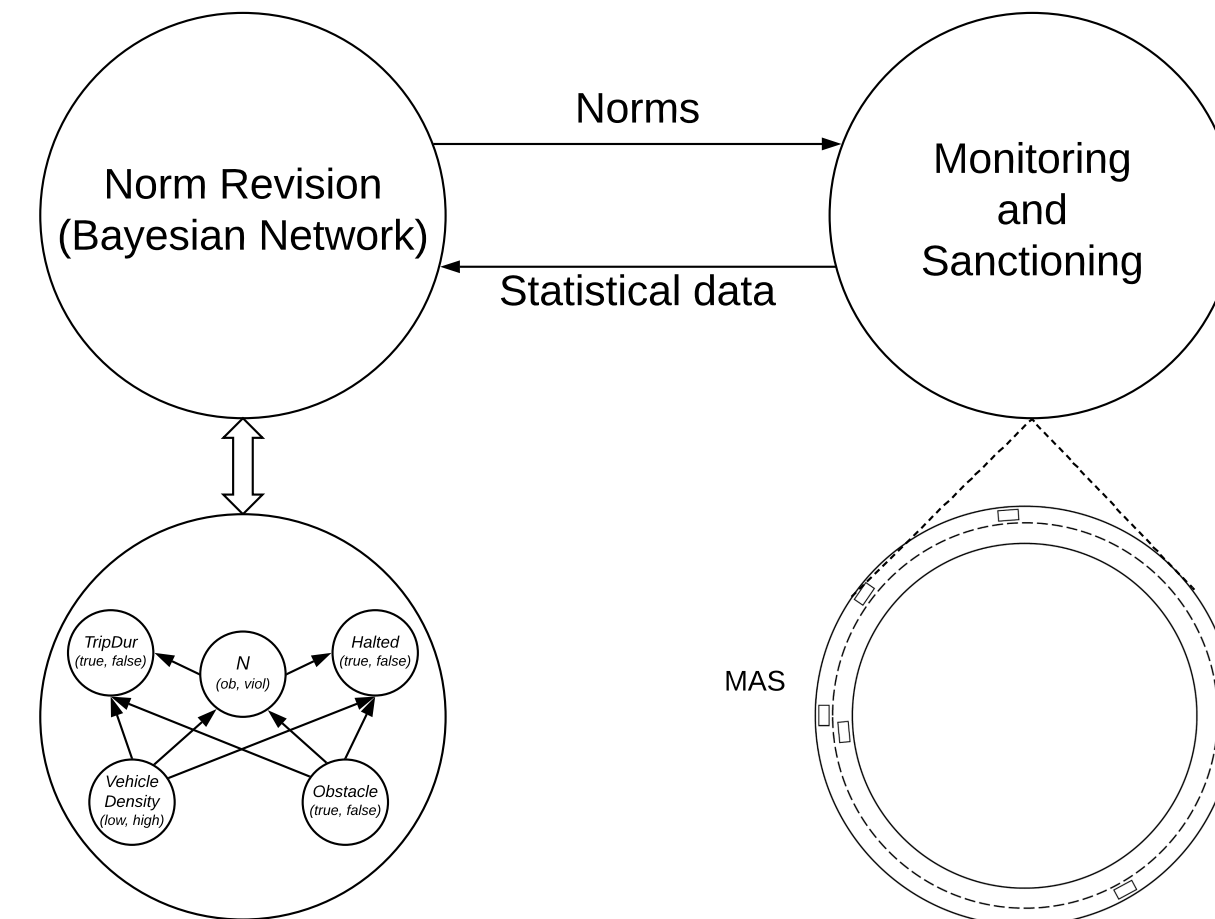 Norms
Norm Revision
(Bayesian Network)
Monitoring
and
Sanctioning
Statistical data
TripDur
(true, false)
N
(ob, viol)
Halted
(true, false)
MAS
Vehicle
Density
(low, high)
Obstacle
(true, false)